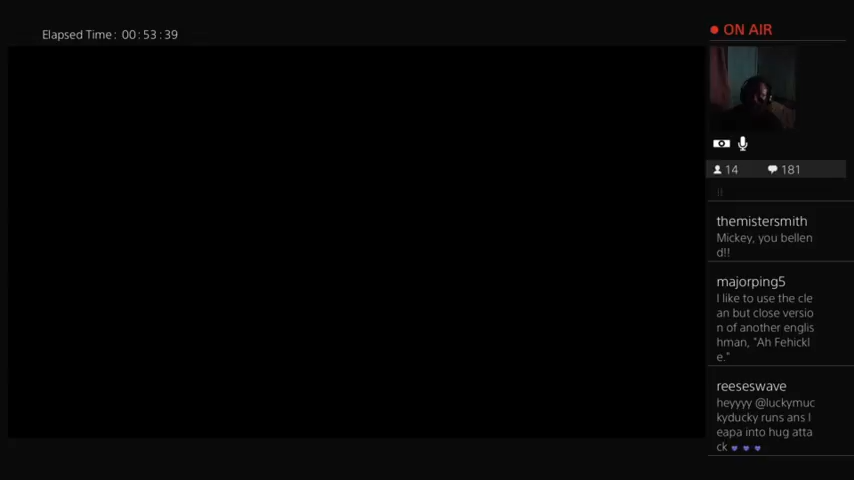 Elapsed Time: 00:53:39
ON AIR
14 181
!!
themistersmith
Mickey, you bellen
d!!
majorping5
I like to use the cle
an but close versio
n of another englis
hman, "Ah Fehickl
e."
reeseswave
heyyyy @luckymuc
kyducky runs ans l
eapa into hug atta
ck 💜 💜 💜